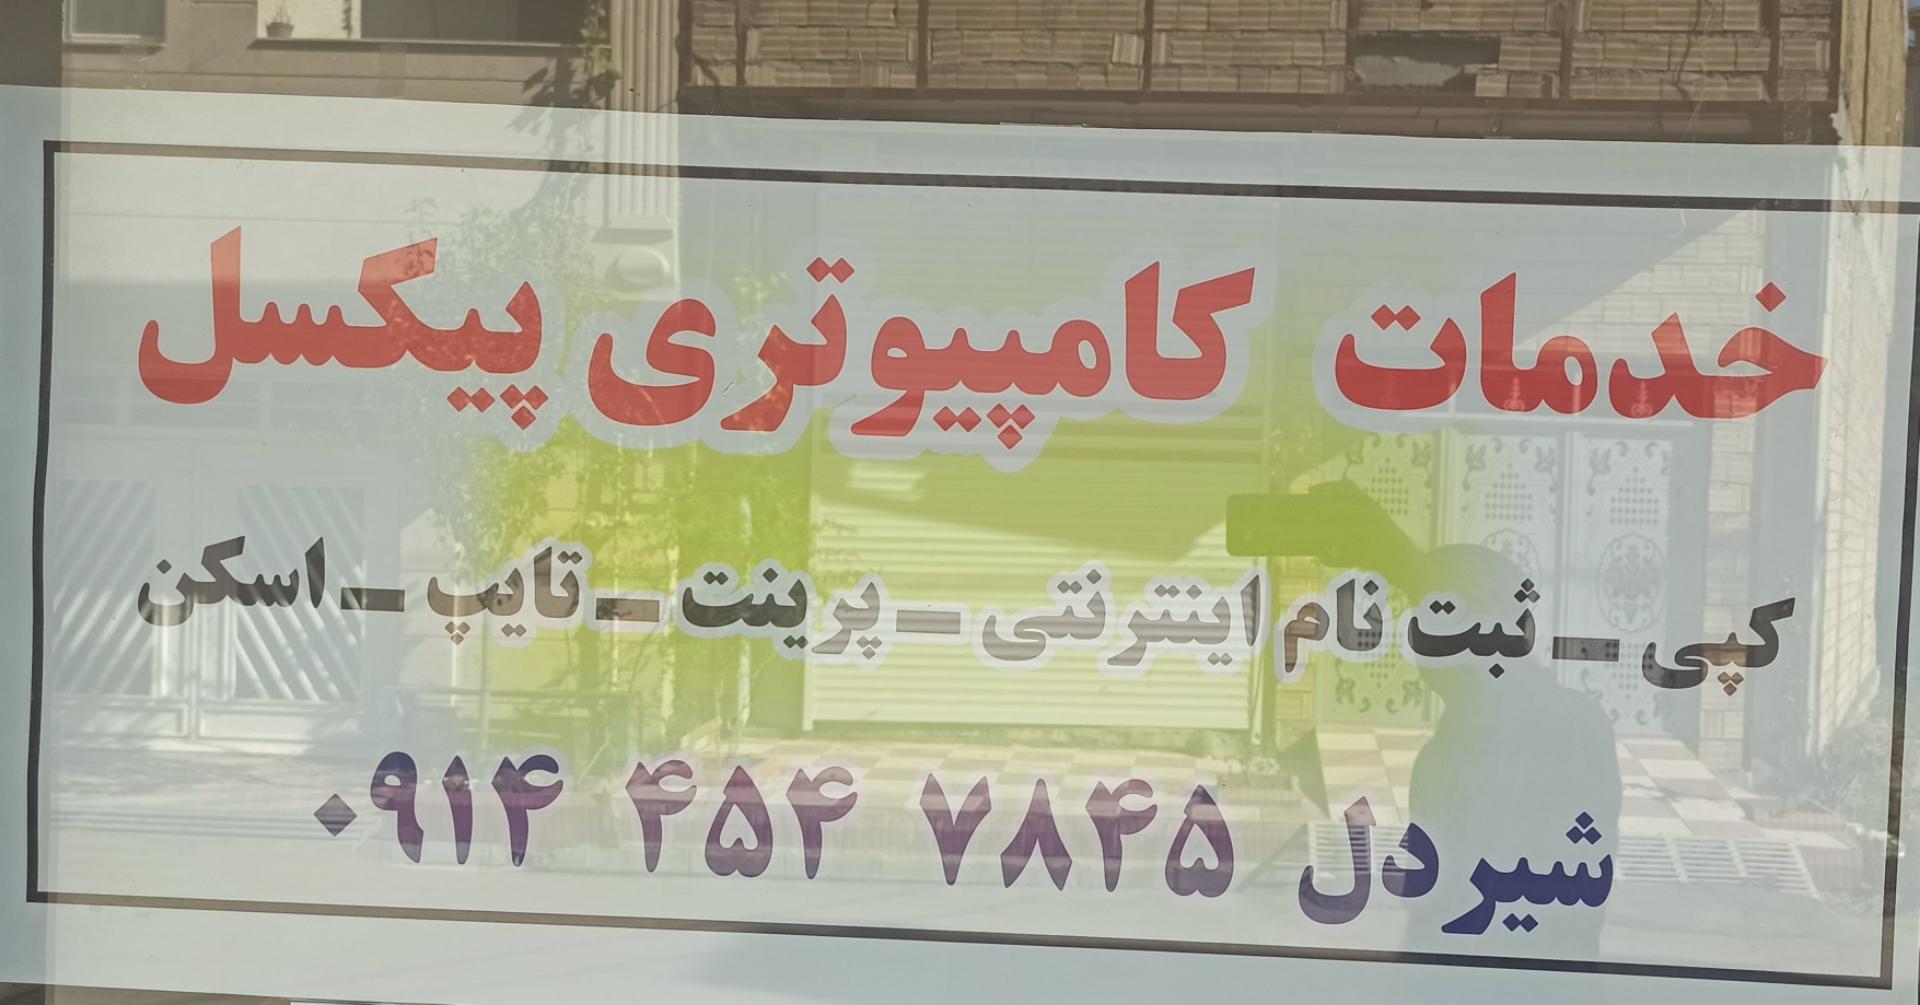 خدمات کامپیوتری پیکسل
کپی - ثبت نام اینترنتی - پرینت - تایپ - اسکن
شیردل ۰۹۱۴ ۴۵۴ ۷۸۴۵